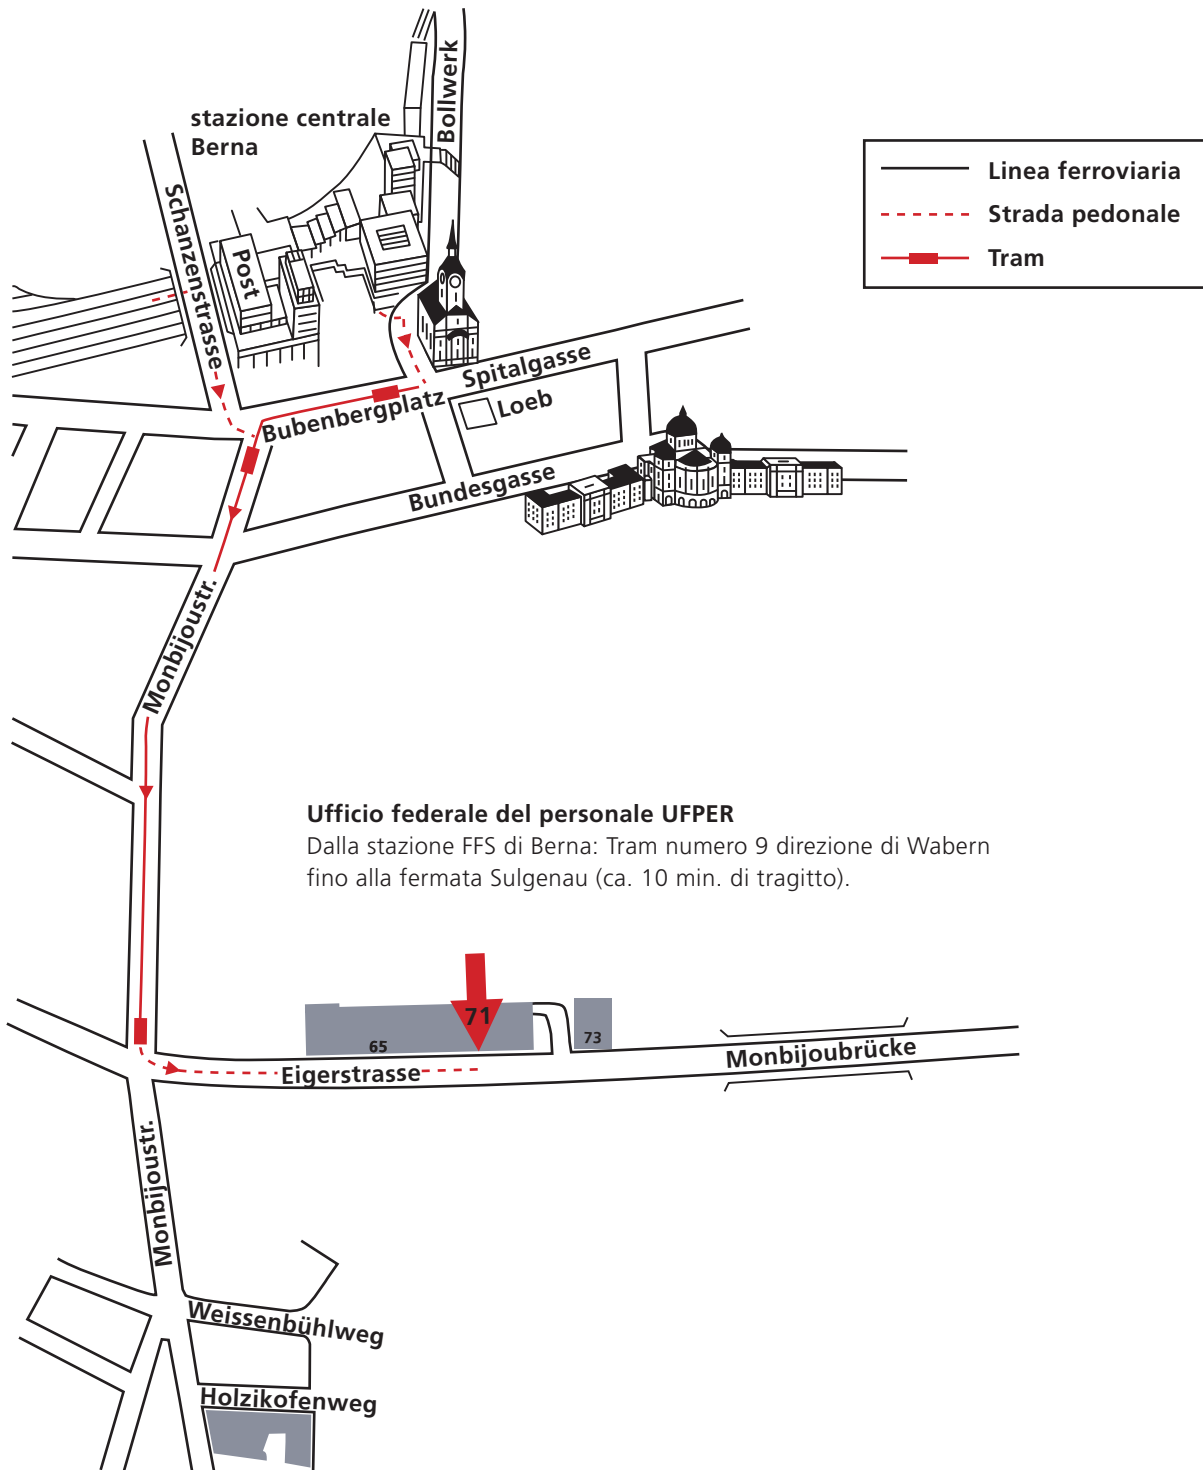 Bollwerk
stazione centrale
Berna
Linea ferroviaria
Strada pedonale
Tram
Schanzenstrasse
Post
Spitalgasse
Loeb
Bubenbergplatz
Bundesgasse
Monbijoustr.
Ufficio federale del personale UFPER
Dalla stazione FFS di Berna: Tram numero 9 direzione di Wabern
fino alla fermata Sulgenau (ca. 10 min. di tragitto).
71
73
65
Monbijoubrücke
Eigerstrasse
Monbijoustr.
Weissenbühlweg
Holzikofenweg